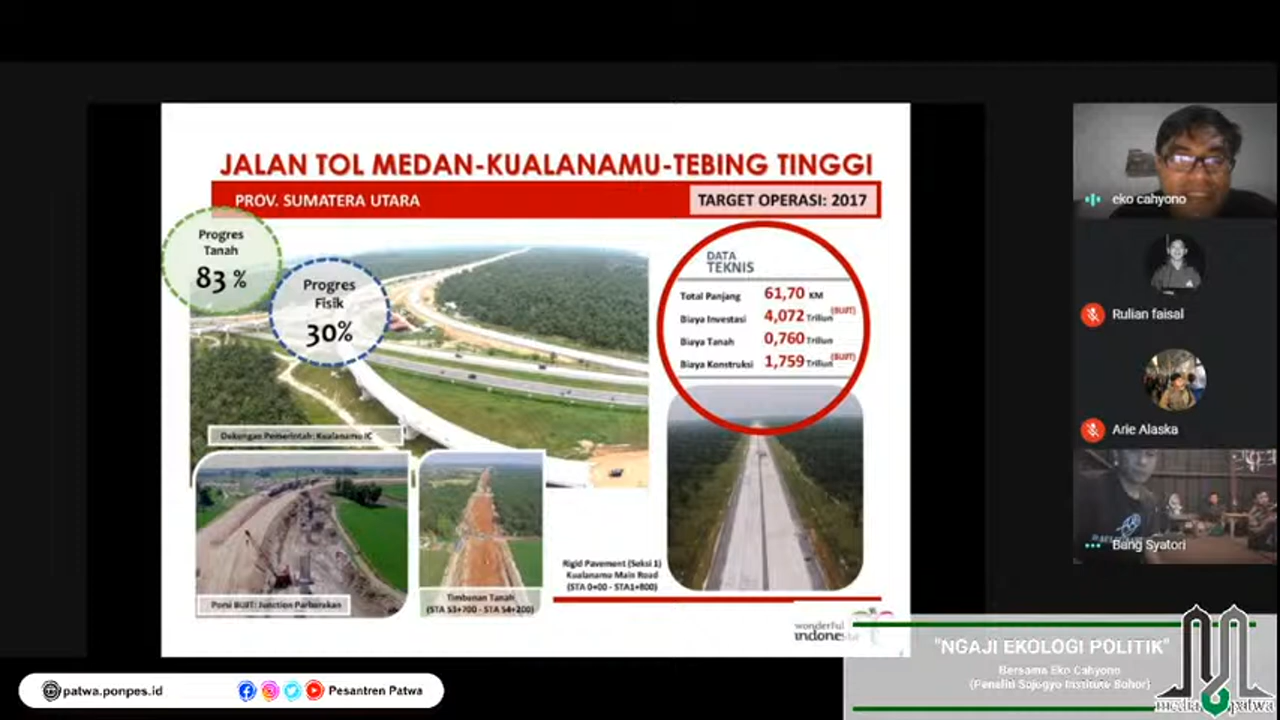 JALAN TOL MEDAN-KUALANAMU-TEBING TINGGI
PROV. SUMATERA UTARA
TARGET OPERASI: 2017
Progres
Tanah
83 %
Progres
Fisik
30%
DATA
TEKNIS
Total Panjang 61,70 KM
Biaya Investasi 4,072 Triliun (BUJT)
Biaya Tanah 0,760 Triliun
Biaya Konstruksi 1,759 Triliun (BUJT)
Dukungan Pemerintah: Kualanamu IC
Porsi BUJT: Junction Parbarakan
Timbunan Tanah
(STA 53+700 - STA 54+200)
Rigid Pavement (Seksi 1)
Kualanamu Main Road
(STA 0+00 - STA1+800)
wonderful
indonesia
eko cahyono
Rulian faisal
Arie Alaska
Bang Syatori
"NGAJI EKOLOGI POLITIK"
Bersama Eko Cahyono
(Peneliti Sajogyo Institute Bohor)
media patwa
patwa.ponpes.id
Pesantren Patwa